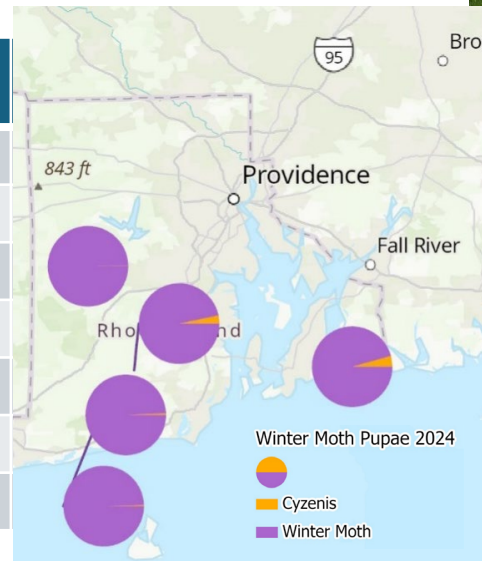 Bro
95
843 ft
Providence
Fall River
Rho nd
Winter Moth Pupae 2024
Cyzenis
Winter Moth